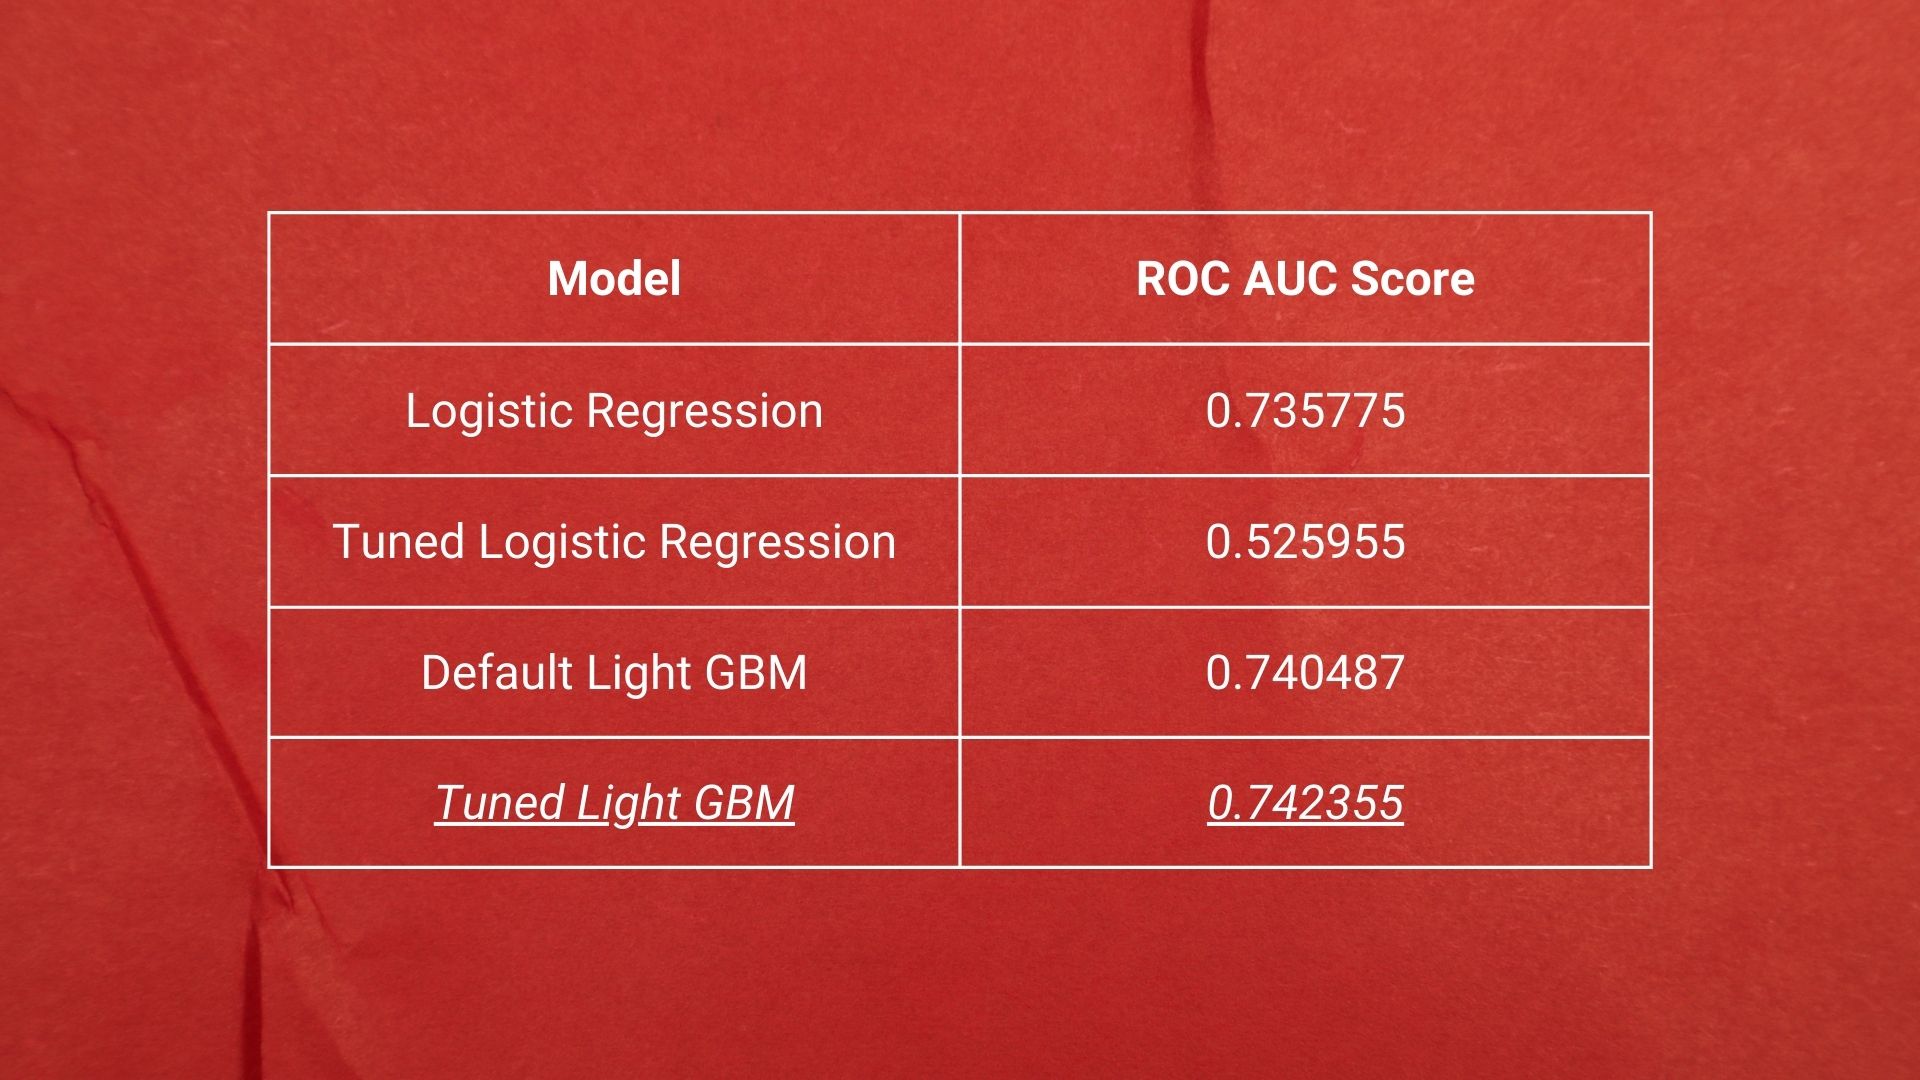 Model ROC AUC Score
Logistic Regression 0.735775
Tuned Logistic Regression 0.525955
Default Light GBM 0.740487
Tuned Light GBM 0.742355